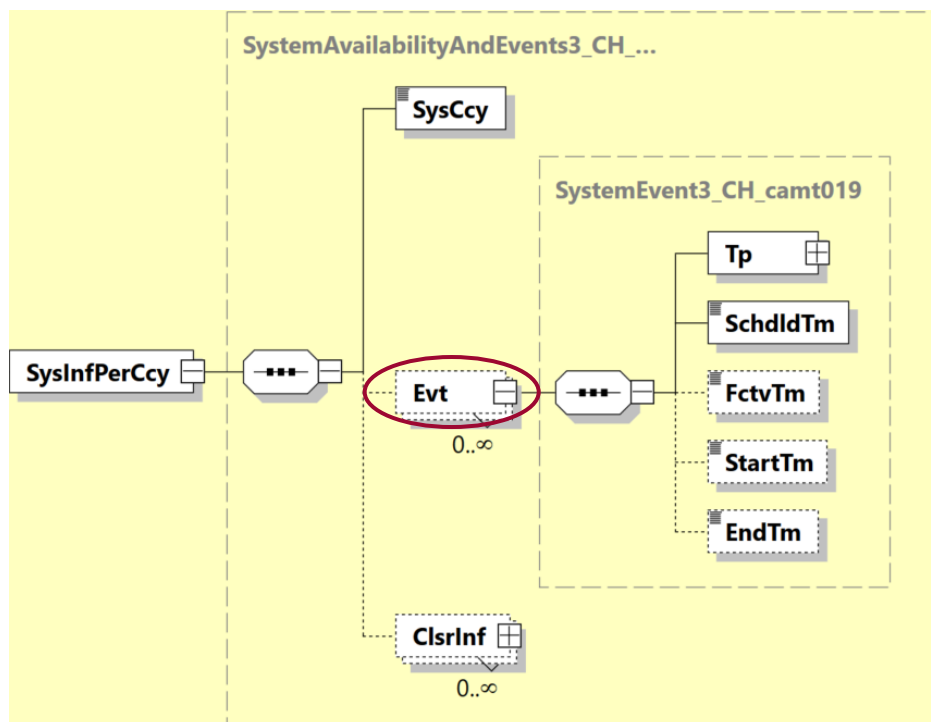 SystemAvailabilityAndEvents3_CH_...
SysCcy
SystemEvent3_CH_camt019
Tp
SchdldTm
SysInfPerCcy
Evt
FctvTm
0..∞
StartTm
EndTm
ClsrInf
0..∞